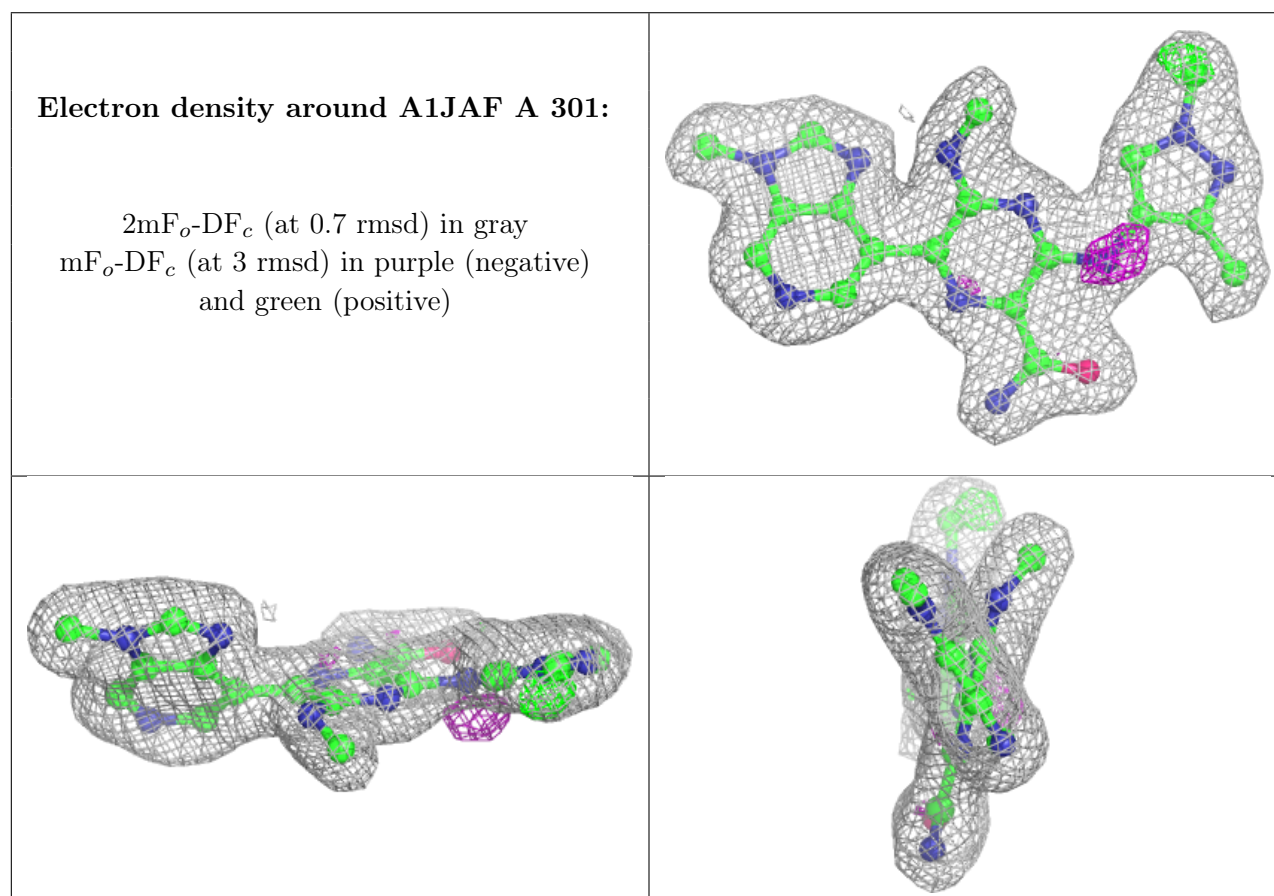 Electron density around A1JAF A 301:
2mFo-DFc (at 0.7 rmsd) in gray
mFo-DFc (at 3 rmsd) in purple (negative)
and green (positive)